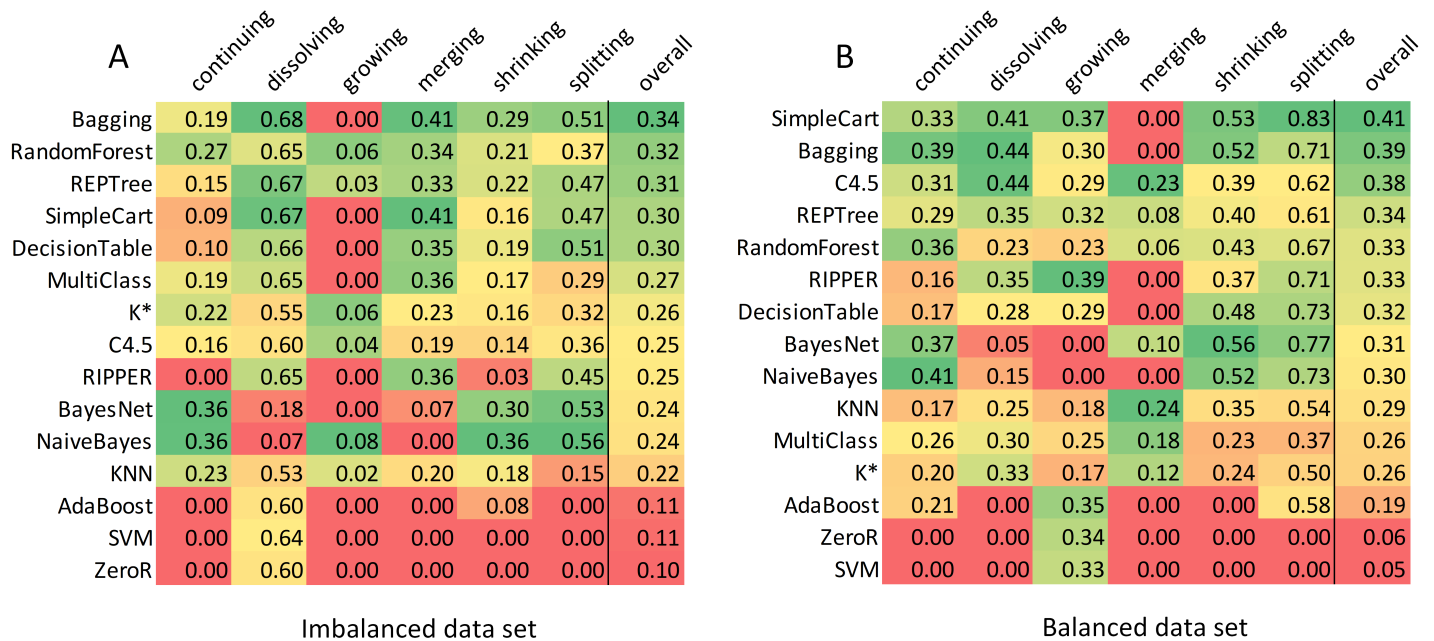 A
continuing dissolving growing merging shrinking splitting overall
Bagging 0.19 0.68 0.00 0.41 0.29 0.51 0.34
RandomForest 0.27 0.65 0.06 0.34 0.21 0.37 0.32
REPTree 0.15 0.67 0.03 0.33 0.22 0.47 0.31
SimpleCart 0.09 0.67 0.00 0.41 0.16 0.47 0.30
DecisionTable 0.10 0.66 0.00 0.35 0.19 0.51 0.30
MultiClass 0.19 0.65 0.00 0.36 0.17 0.29 0.27
K* 0.22 0.55 0.06 0.23 0.16 0.32 0.26
C4.5 0.16 0.60 0.04 0.19 0.14 0.36 0.25
RIPPER 0.00 0.65 0.00 0.36 0.03 0.45 0.25
BayesNet 0.36 0.18 0.00 0.07 0.30 0.53 0.24
NaiveBayes 0.36 0.07 0.08 0.00 0.36 0.56 0.24
KNN 0.23 0.53 0.02 0.20 0.18 0.15 0.22
AdaBoost 0.00 0.60 0.00 0.00 0.08 0.00 0.11
SVM 0.00 0.64 0.00 0.00 0.00 0.00 0.11
ZeroR 0.00 0.60 0.00 0.00 0.00 0.00 0.10
Imbalanced data set
B
continuing dissolving growing merging shrinking splitting overall
SimpleCart 0.33 0.41 0.37 0.00 0.53 0.83 0.41
Bagging 0.39 0.44 0.30 0.00 0.52 0.71 0.39
C4.5 0.31 0.44 0.29 0.23 0.39 0.62 0.38
REPTree 0.29 0.35 0.32 0.08 0.40 0.61 0.34
RandomForest 0.36 0.23 0.23 0.06 0.43 0.67 0.33
RIPPER 0.16 0.35 0.39 0.00 0.37 0.71 0.33
DecisionTable 0.17 0.28 0.29 0.00 0.48 0.73 0.32
BayesNet 0.37 0.05 0.00 0.10 0.56 0.77 0.31
NaiveBayes 0.41 0.15 0.00 0.00 0.52 0.73 0.30
KNN 0.17 0.25 0.18 0.24 0.35 0.54 0.29
MultiClass 0.26 0.30 0.25 0.18 0.23 0.37 0.26
K* 0.20 0.33 0.17 0.12 0.24 0.50 0.26
AdaBoost 0.21 0.00 0.35 0.00 0.00 0.58 0.19
ZeroR 0.00 0.00 0.34 0.00 0.00 0.00 0.06
SVM 0.00 0.00 0.33 0.00 0.00 0.00 0.05
Balanced data set